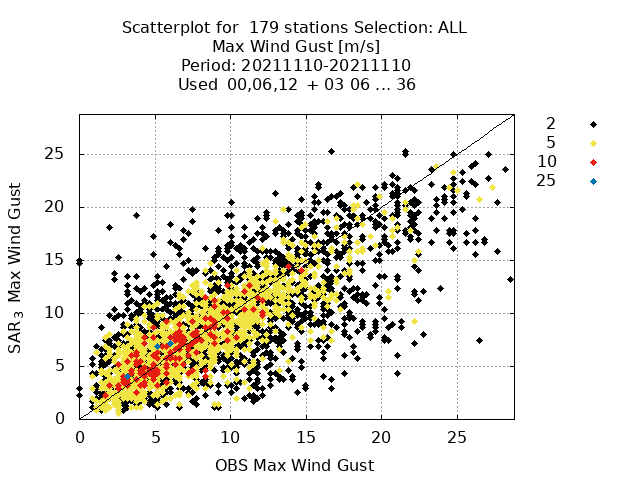 Scatterplot for 179 stations Selection: ALL
Max Wind Gust [m/s]
Period: 20211110-20211110
Used 00,06,12 + 03 06 ... 36
2
5
10
25
25
20
15
10
5
0
0 5 10 15 20 25
SAR3 Max Wind Gust
OBS Max Wind Gust